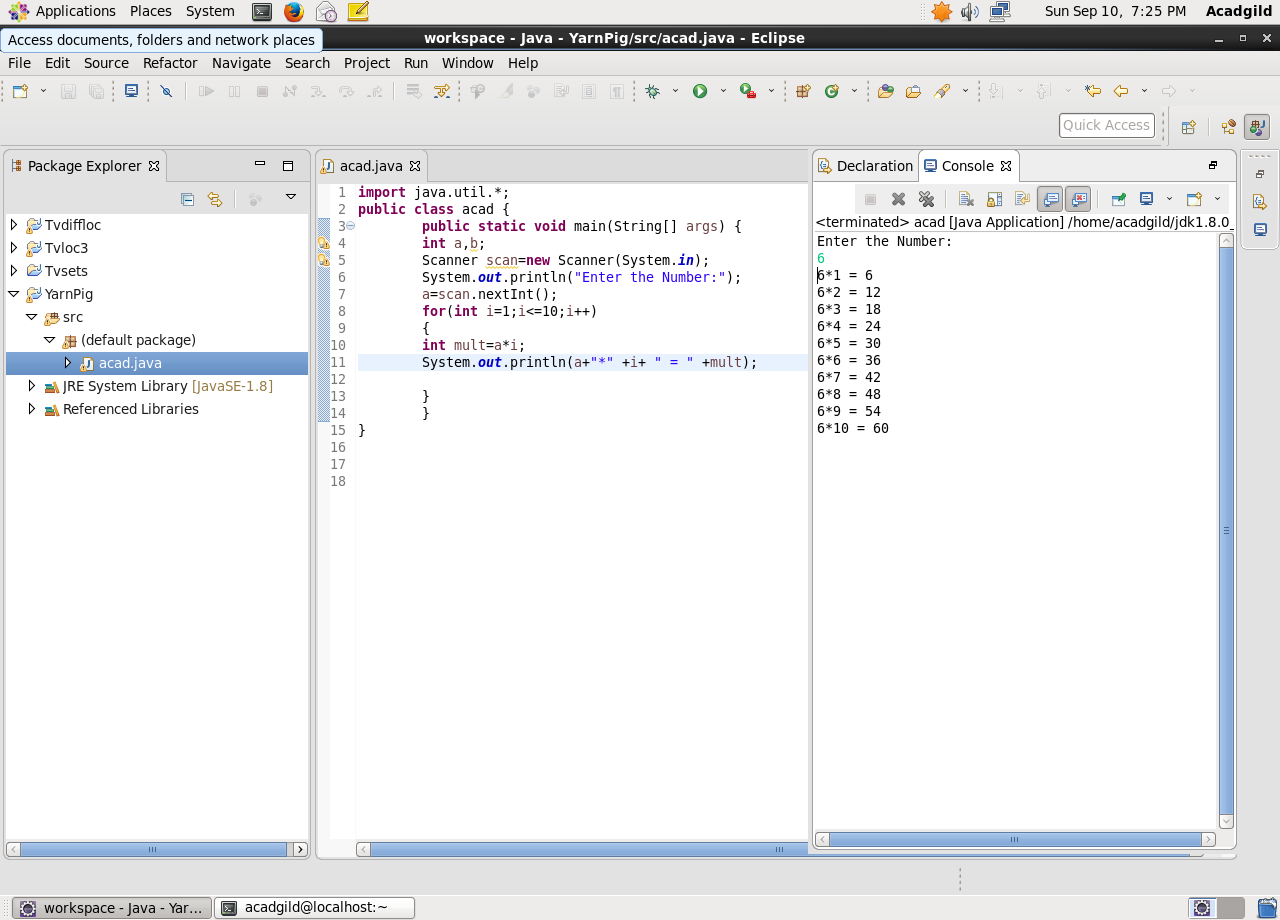 Applications Places System Sun Sep 10, 7:25 PM Acadgild
Access documents, folders and network places
workspace - Java - YarnPig/src/acad.java - Eclipse
File Edit Source Refactor Navigate Search Project Run Window Help
Quick Access
Package Explorer
Tvdiffloc
Tvloc3
Tvsets
YarnPig
src
(default package)
acad.java
JRE System Library [JavaSE-1.8]
Referenced Libraries
acad.java
1 import java.util.*;
2 public class acad {
3 public static void main(String[] args) {
4 int a,b;
5 Scanner scan=new Scanner(System.in);
6 System.out.println("Enter the Number:");
7 a=scan.nextInt();
8 for(int i=1;i<=10;i++)
9 {
10 int mult=a*i;
11 System.out.println(a+"*" +i+ " = " +mult);
12
13 }
14 }
15 }
16
17
18
Declaration Console
<terminated> acad [Java Application] /home/acadgild/jdk1.8.0_
Enter the Number:
6
6*1 = 6
6*2 = 12
6*3 = 18
6*4 = 24
6*5 = 30
6*6 = 36
6*7 = 42
6*8 = 48
6*9 = 54
6*10 = 60
workspace - Java - Yar... acadgild@localhost:~